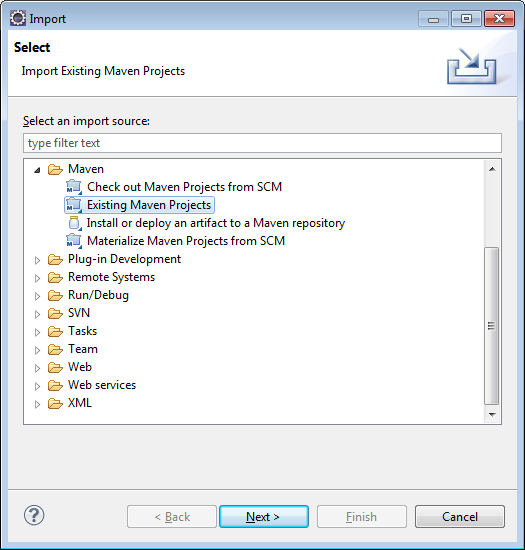 Import
Select
Import Existing Maven Projects
Select an import source:
type filter text
Maven
Check out Maven Projects from SCM
Existing Maven Projects
Install or deploy an artifact to a Maven repository
Materialize Maven Projects from SCM
Plug-in Development
Remote Systems
Run/Debug
SVN
Tasks
Team
Web
Web services
XML
? < Back Next > Finish Cancel